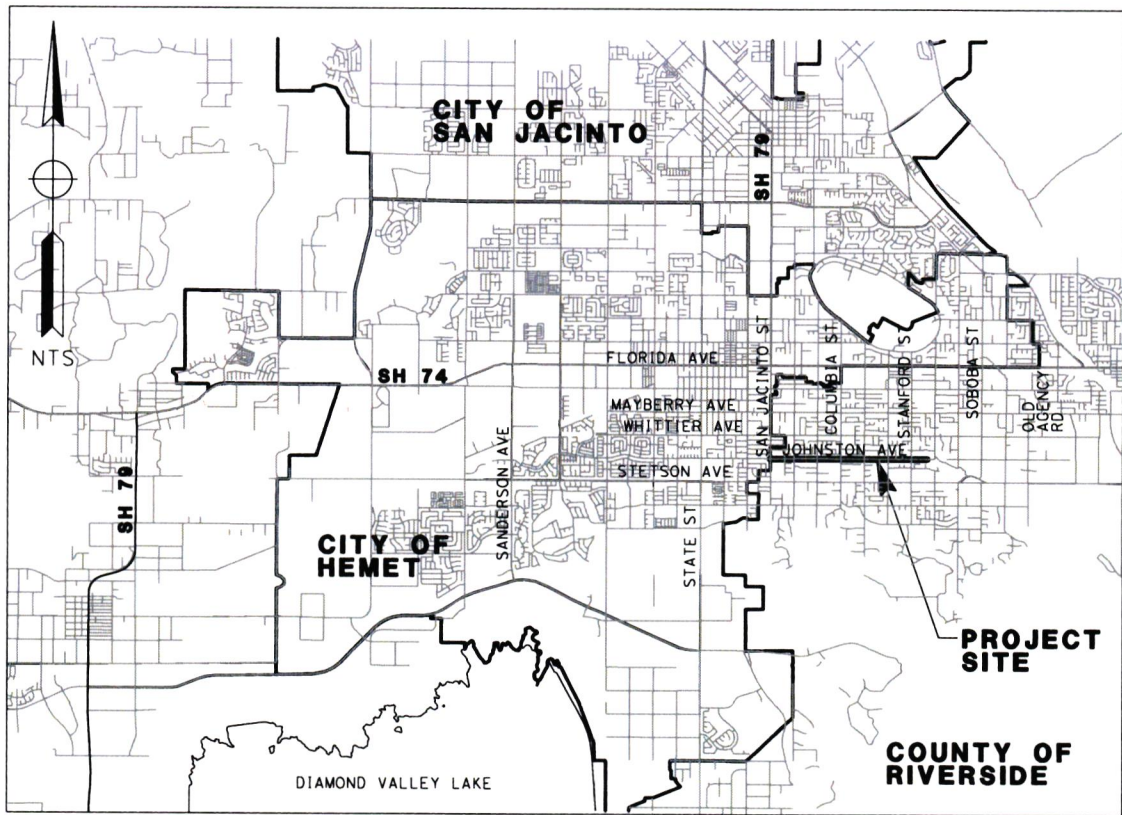 CITY OF
SAN JACINTO
SH 79
NTS
FLORIDA AVE
SH 74
SAN JACINTO ST
COLUMBIA ST
STANFORD ST
SOBOBA ST
OLD
AGENCY
RD
MAYBERRY AVE
WHITTIER AVE
JOHNSTON AVE
STETSON AVE
SANDERSON AVE
SH 79
STATE ST
CITY OF
HEMET
PROJECT
SITE
COUNTY OF
RIVERSIDE
DIAMOND VALLEY LAKE